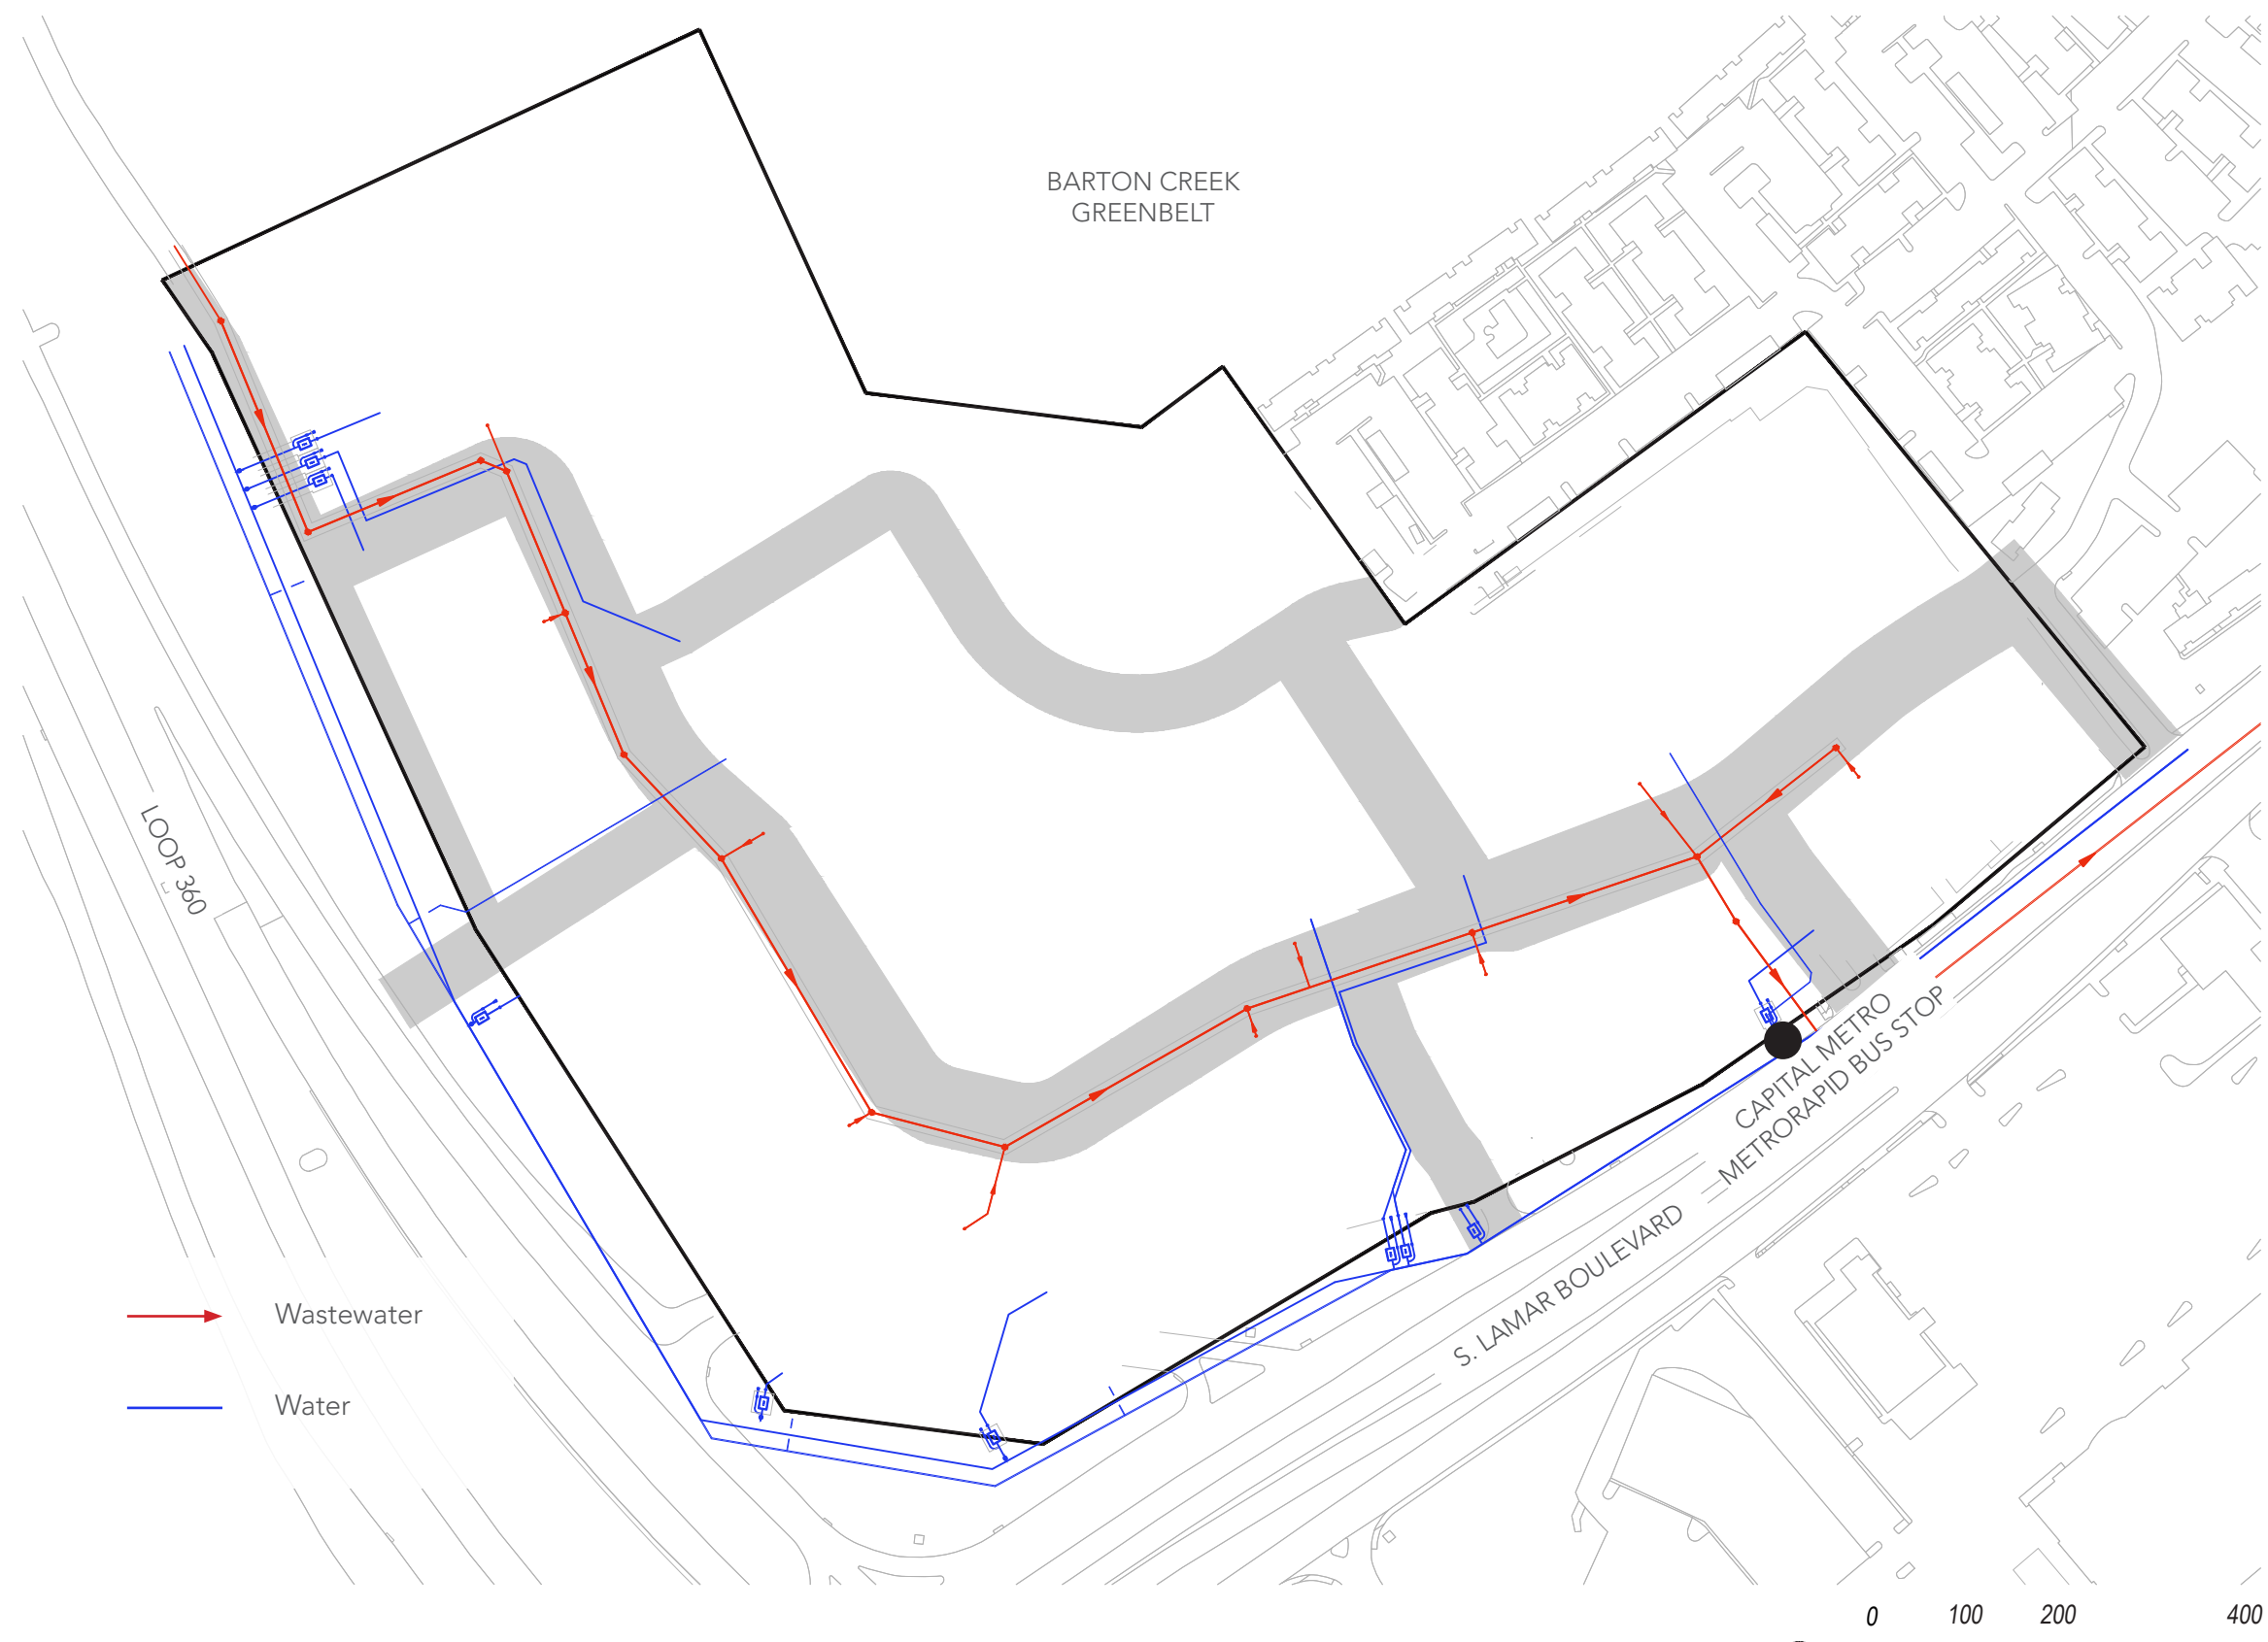 BARTON CREEK
GREENBELT
LOOP 360
CAPITAL METRO
METRORAPID BUS STOP
S. LAMAR BOULEVARD
Wastewater
Water
0 100 200 400